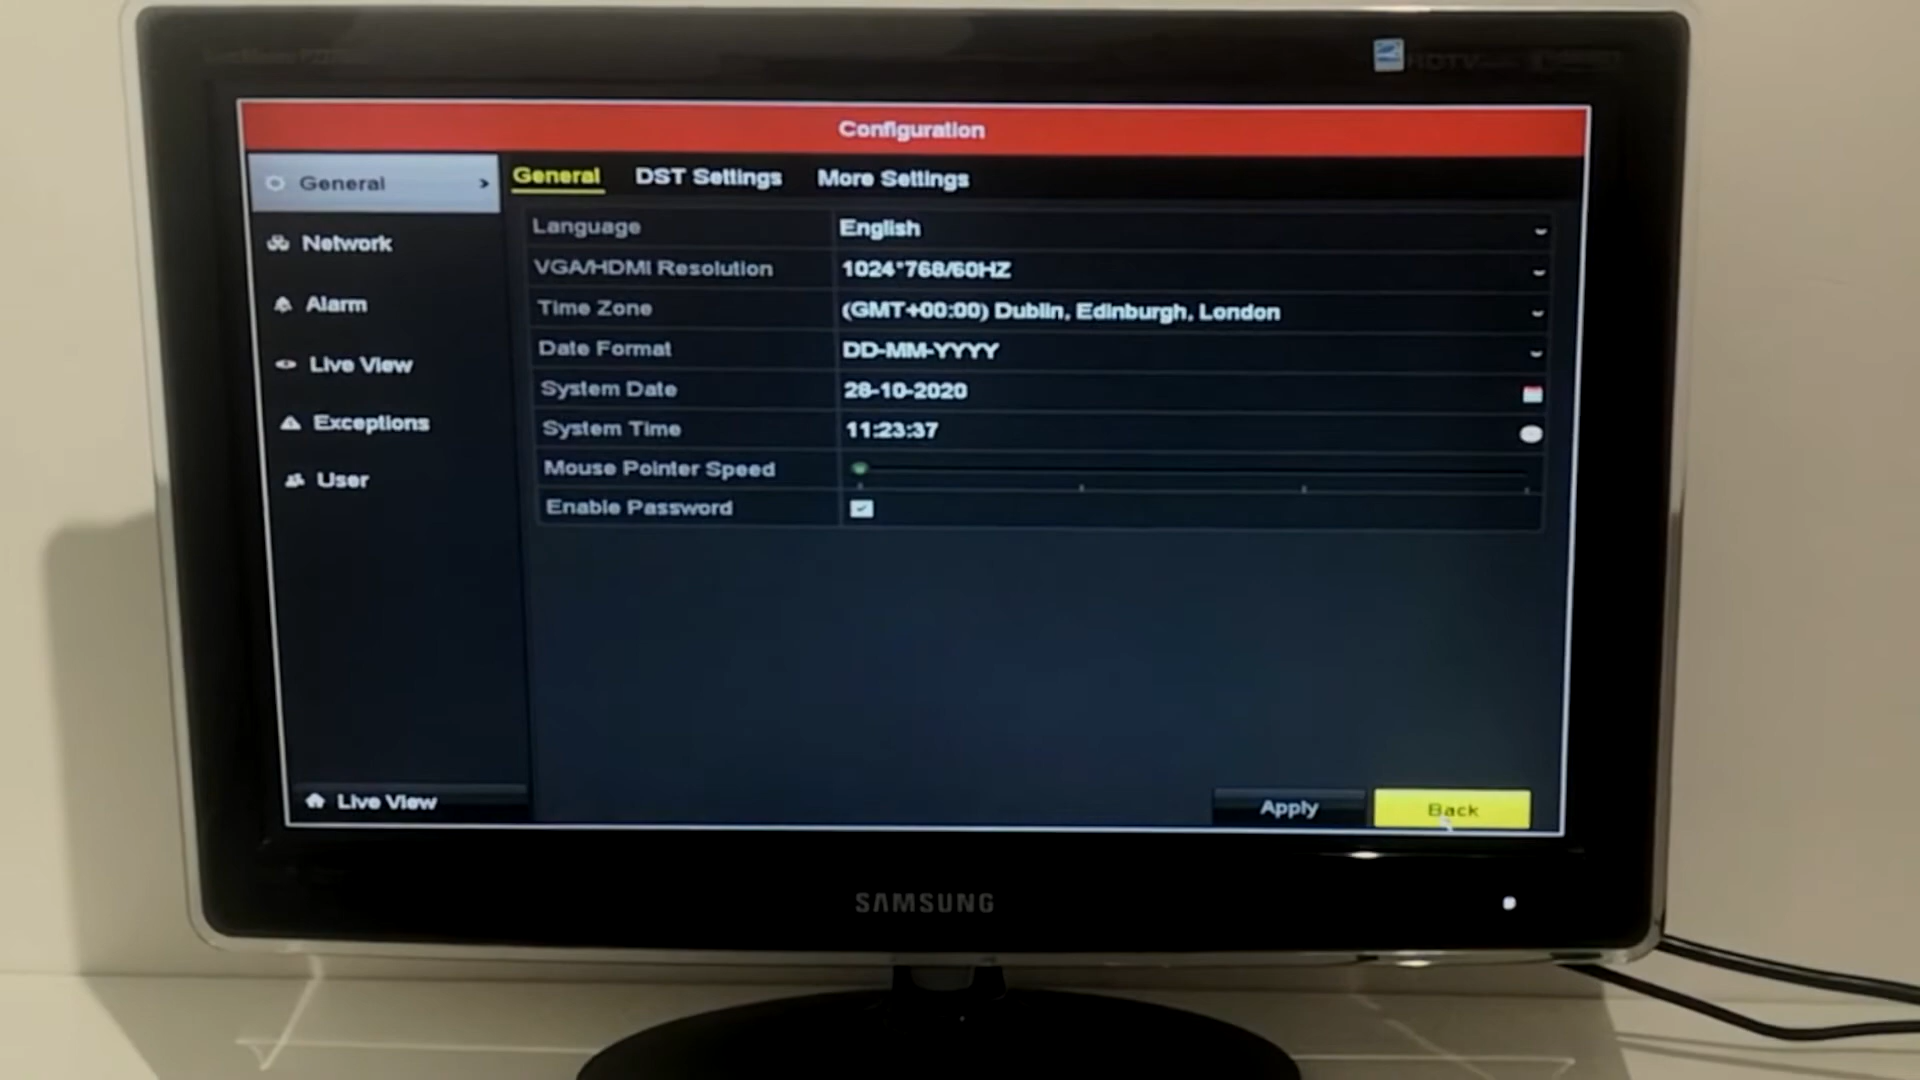 HDTV
Configuration
General
General DST Settings More Settings
Language English
VGA/HDMI Resolution 1024*768/60HZ
Network
Time Zone (GMT+00:00) Dublin, Edinburgh, London
Alarm
Date Format DD-MM-YYYY
Live View
System Date 28-10-2020
Exceptions
System Time 11:23:37
Mouse Pointer Speed
User
Enable Password
Live View
Apply Back
SAMSUNG